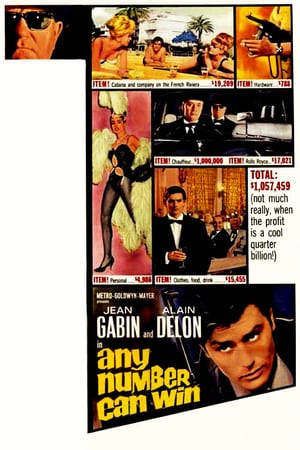 ITEM! Cabana and company on the French Riviera ...... $19,209
ITEM! Hardware .. $788
ITEM! Chauffeur... $1,000,000
ITEM! Rolls Royce... $17,021
TOTAL:
$1,057,459
(not much
really, when
the profit
is a cool
quarter
billion!)
ITEM! Personal .... $4,986
ITEM! Clothes, food, drink ..... $15,455
METRO-GOLDWYN-MAYER
presents
JEAN ALAIN
GABIN and DELON
in
any
number
can win